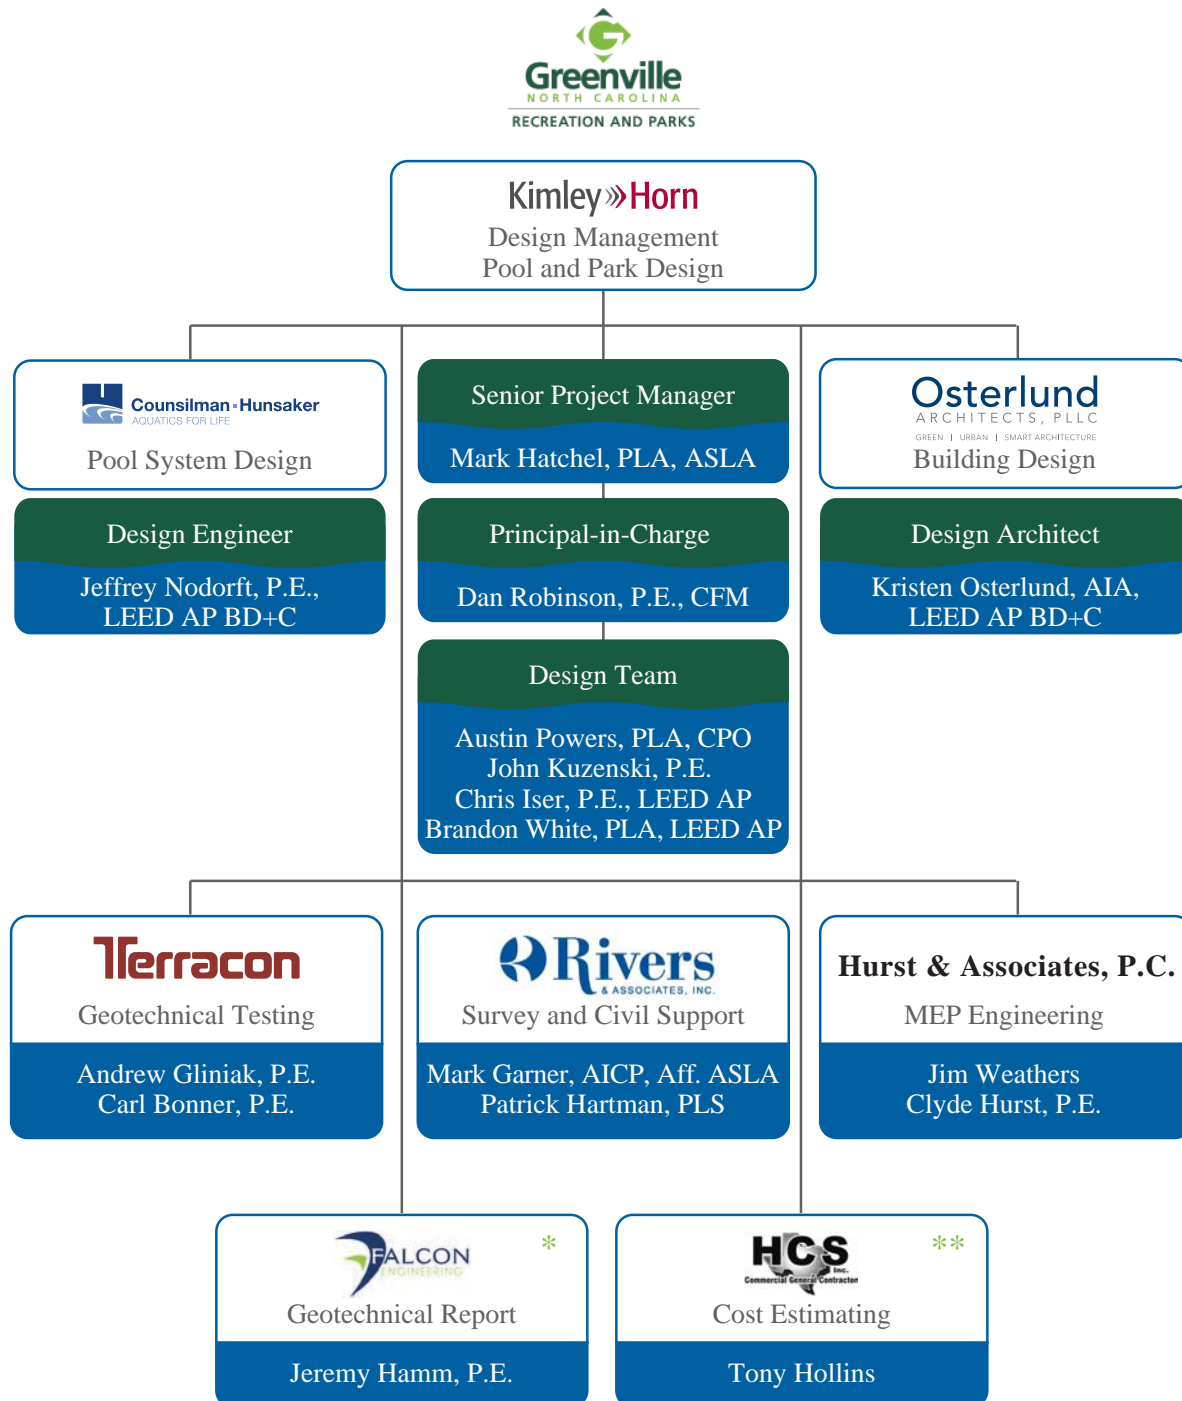 Greenville
NORTH CAROLINA
RECREATION AND PARKS
Kimley»Horn
Design Management
Pool and Park Design
Counsilman▪Hunsaker
AQUATICS FOR LIFE
Pool System Design
Design Engineer
Jeffrey Nodorft, P.E.,
LEED AP BD+C
Senior Project Manager
Mark Hatchel, PLA, ASLA
Principal-in-Charge
Dan Robinson, P.E., CFM
Design Team
Austin Powers, PLA, CPO
John Kuzenski, P.E.
Chris Iser, P.E., LEED AP
Brandon White, PLA, LEED AP
Osterlund
ARCHITECTS, PLLC
GREEN | URBAN | SMART ARCHITECTURE
Building Design
Design Architect
Kristen Osterlund, AIA,
LEED AP BD+C
Terracon
Geotechnical Testing
Andrew Gliniak, P.E.
Carl Bonner, P.E.
Rivers
& ASSOCIATES, INC.
Survey and Civil Support
Mark Garner, AICP, Aff. ASLA
Patrick Hartman, PLS
Hurst & Associates, P.C.
MEP Engineering
Jim Weathers
Clyde Hurst, P.E.
FALCON *
ENGINEERING
Geotechnical Report
Jeremy Hamm, P.E.
HCS **
Inc.
Commercial General Contractor
Cost Estimating
Tony Hollins